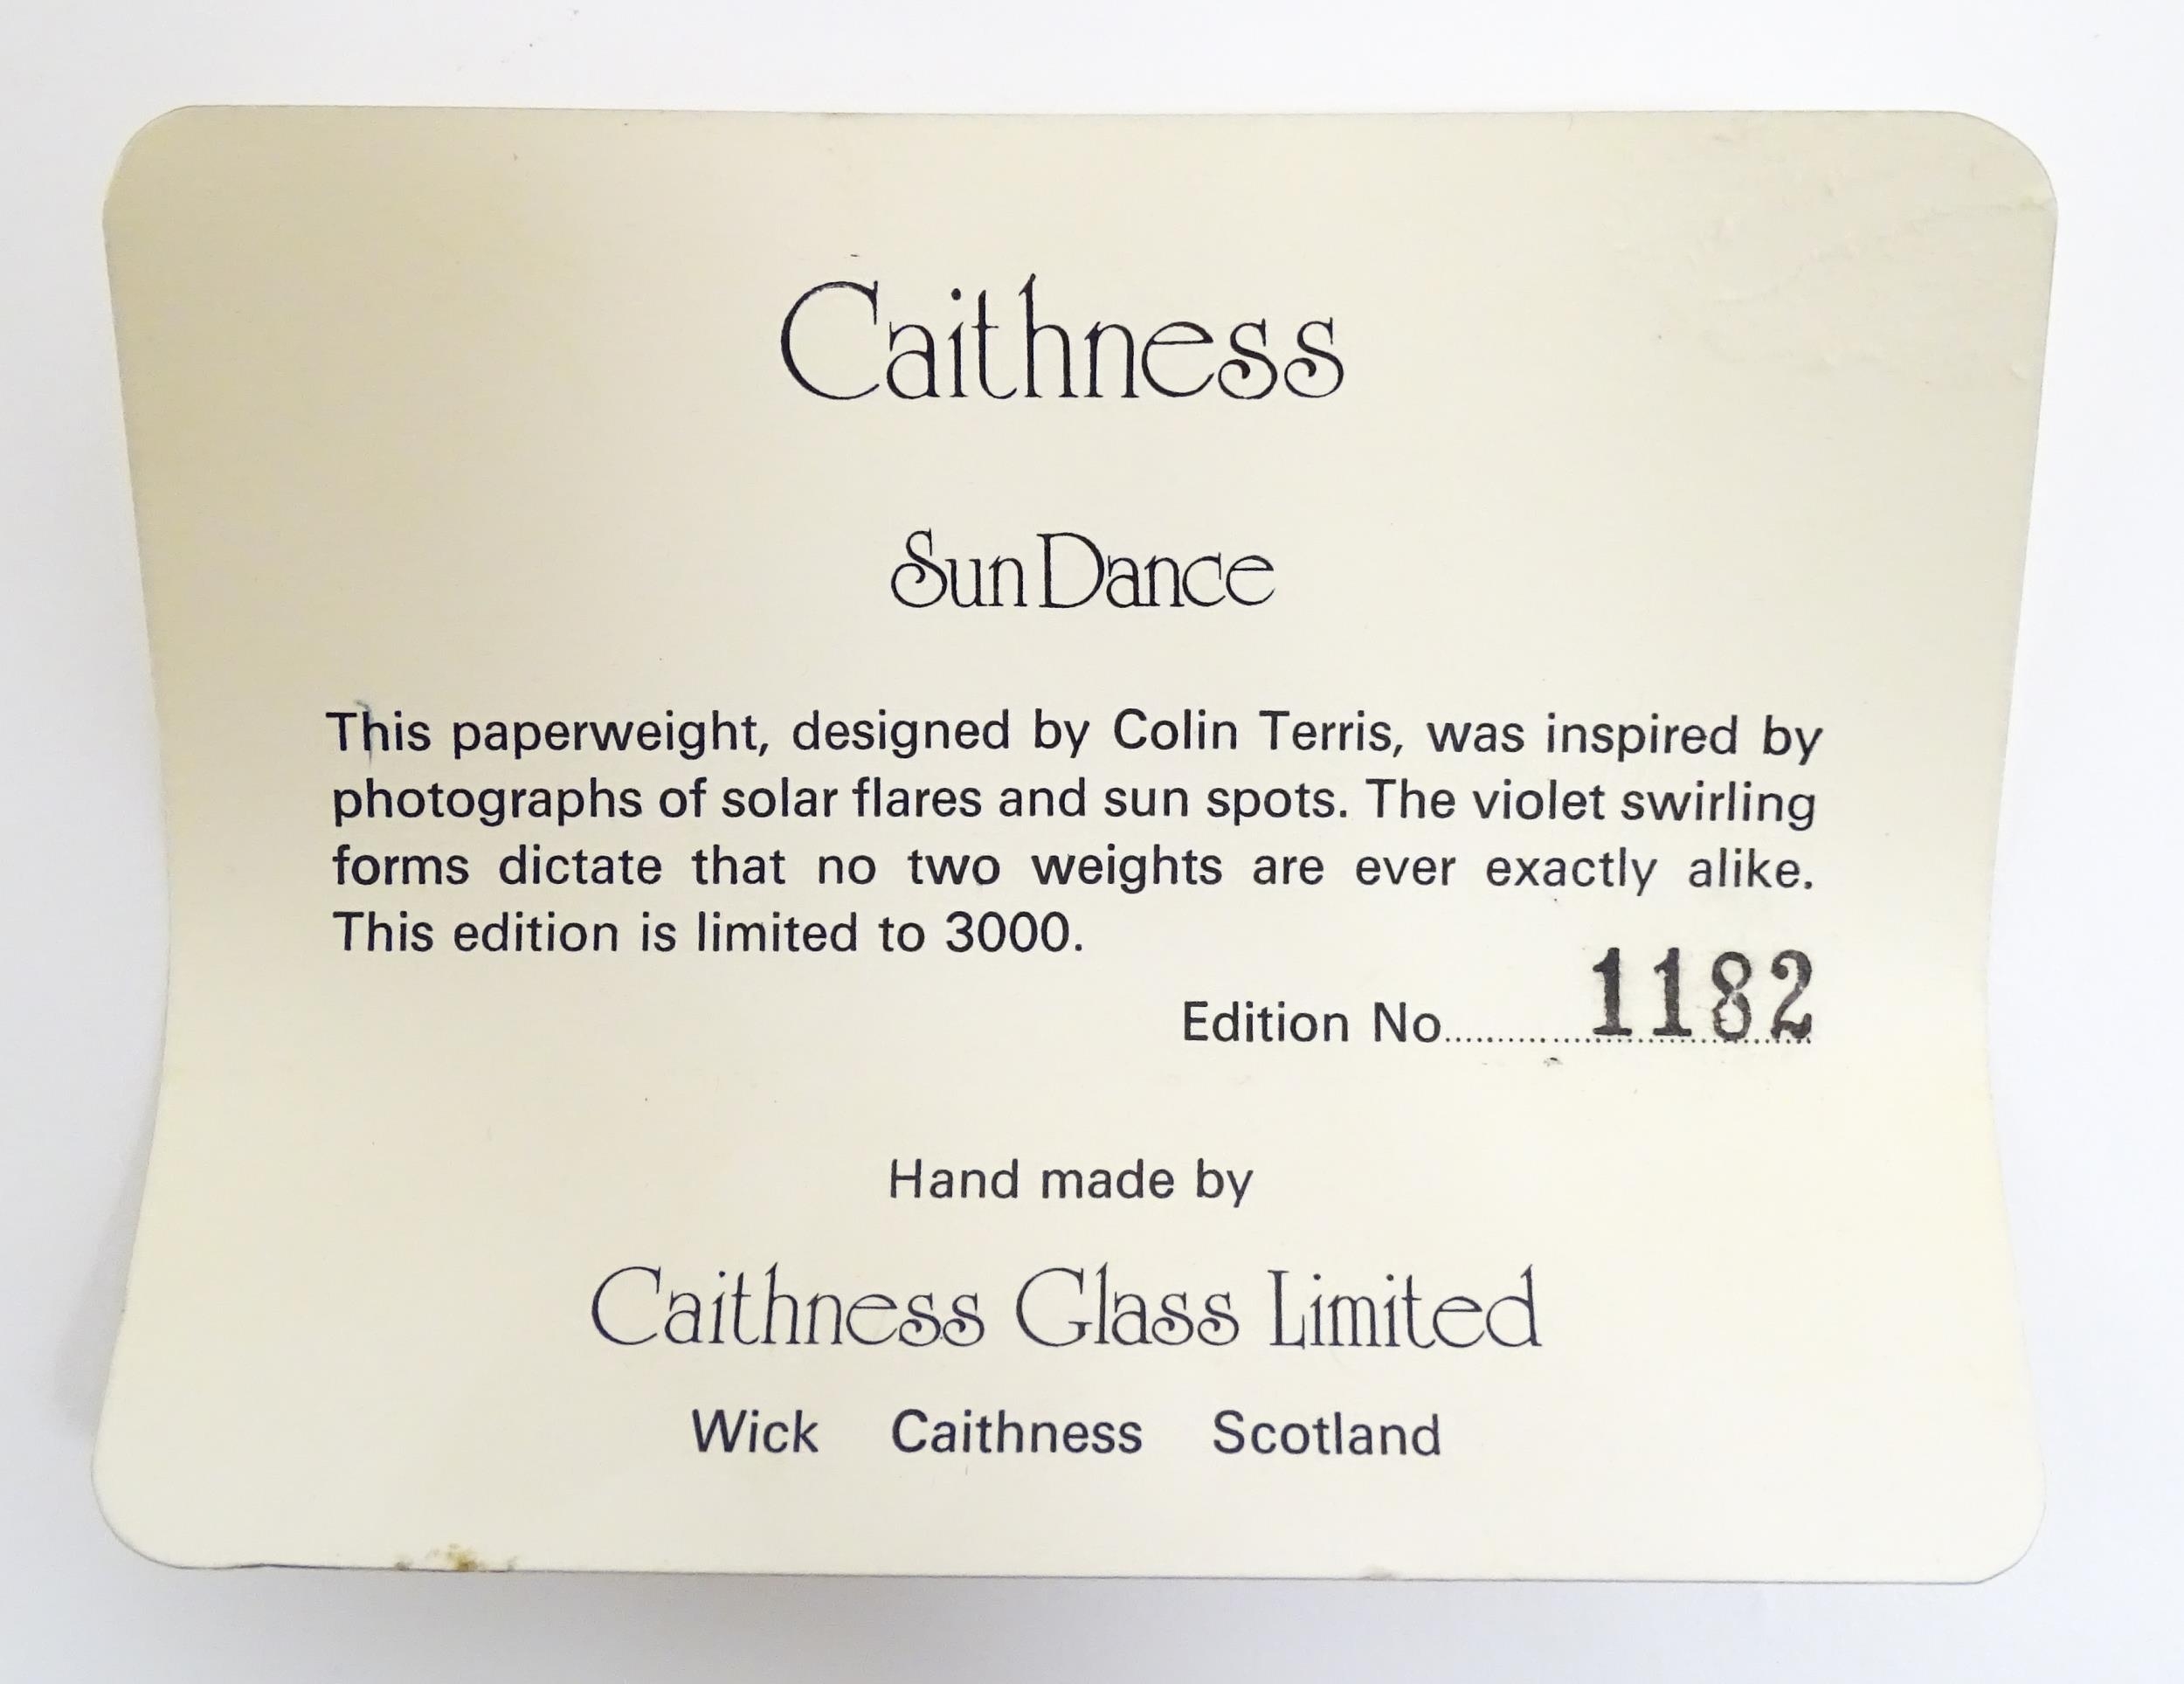 Caithness
Sun Dance
This paperweight, designed by Colin Terris, was inspired by
photographs of solar flares and sun spots. The violet swirling
forms dictate that no two weights are ever exactly alike.
This edition is limited to 3000.
Edition No..........1182
Hand made by
Caithness Glass Limited
Wick Caithness Scotland